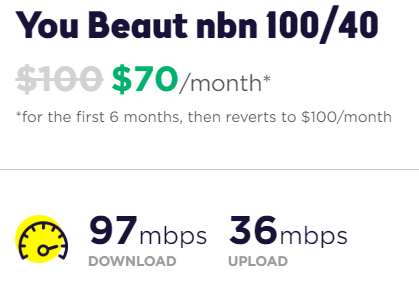 You Beaut nbn 100/40
$100 $70/month*
*for the first 6 months, then reverts to $100/month
97mbps 36mbps
DOWNLOAD UPLOAD